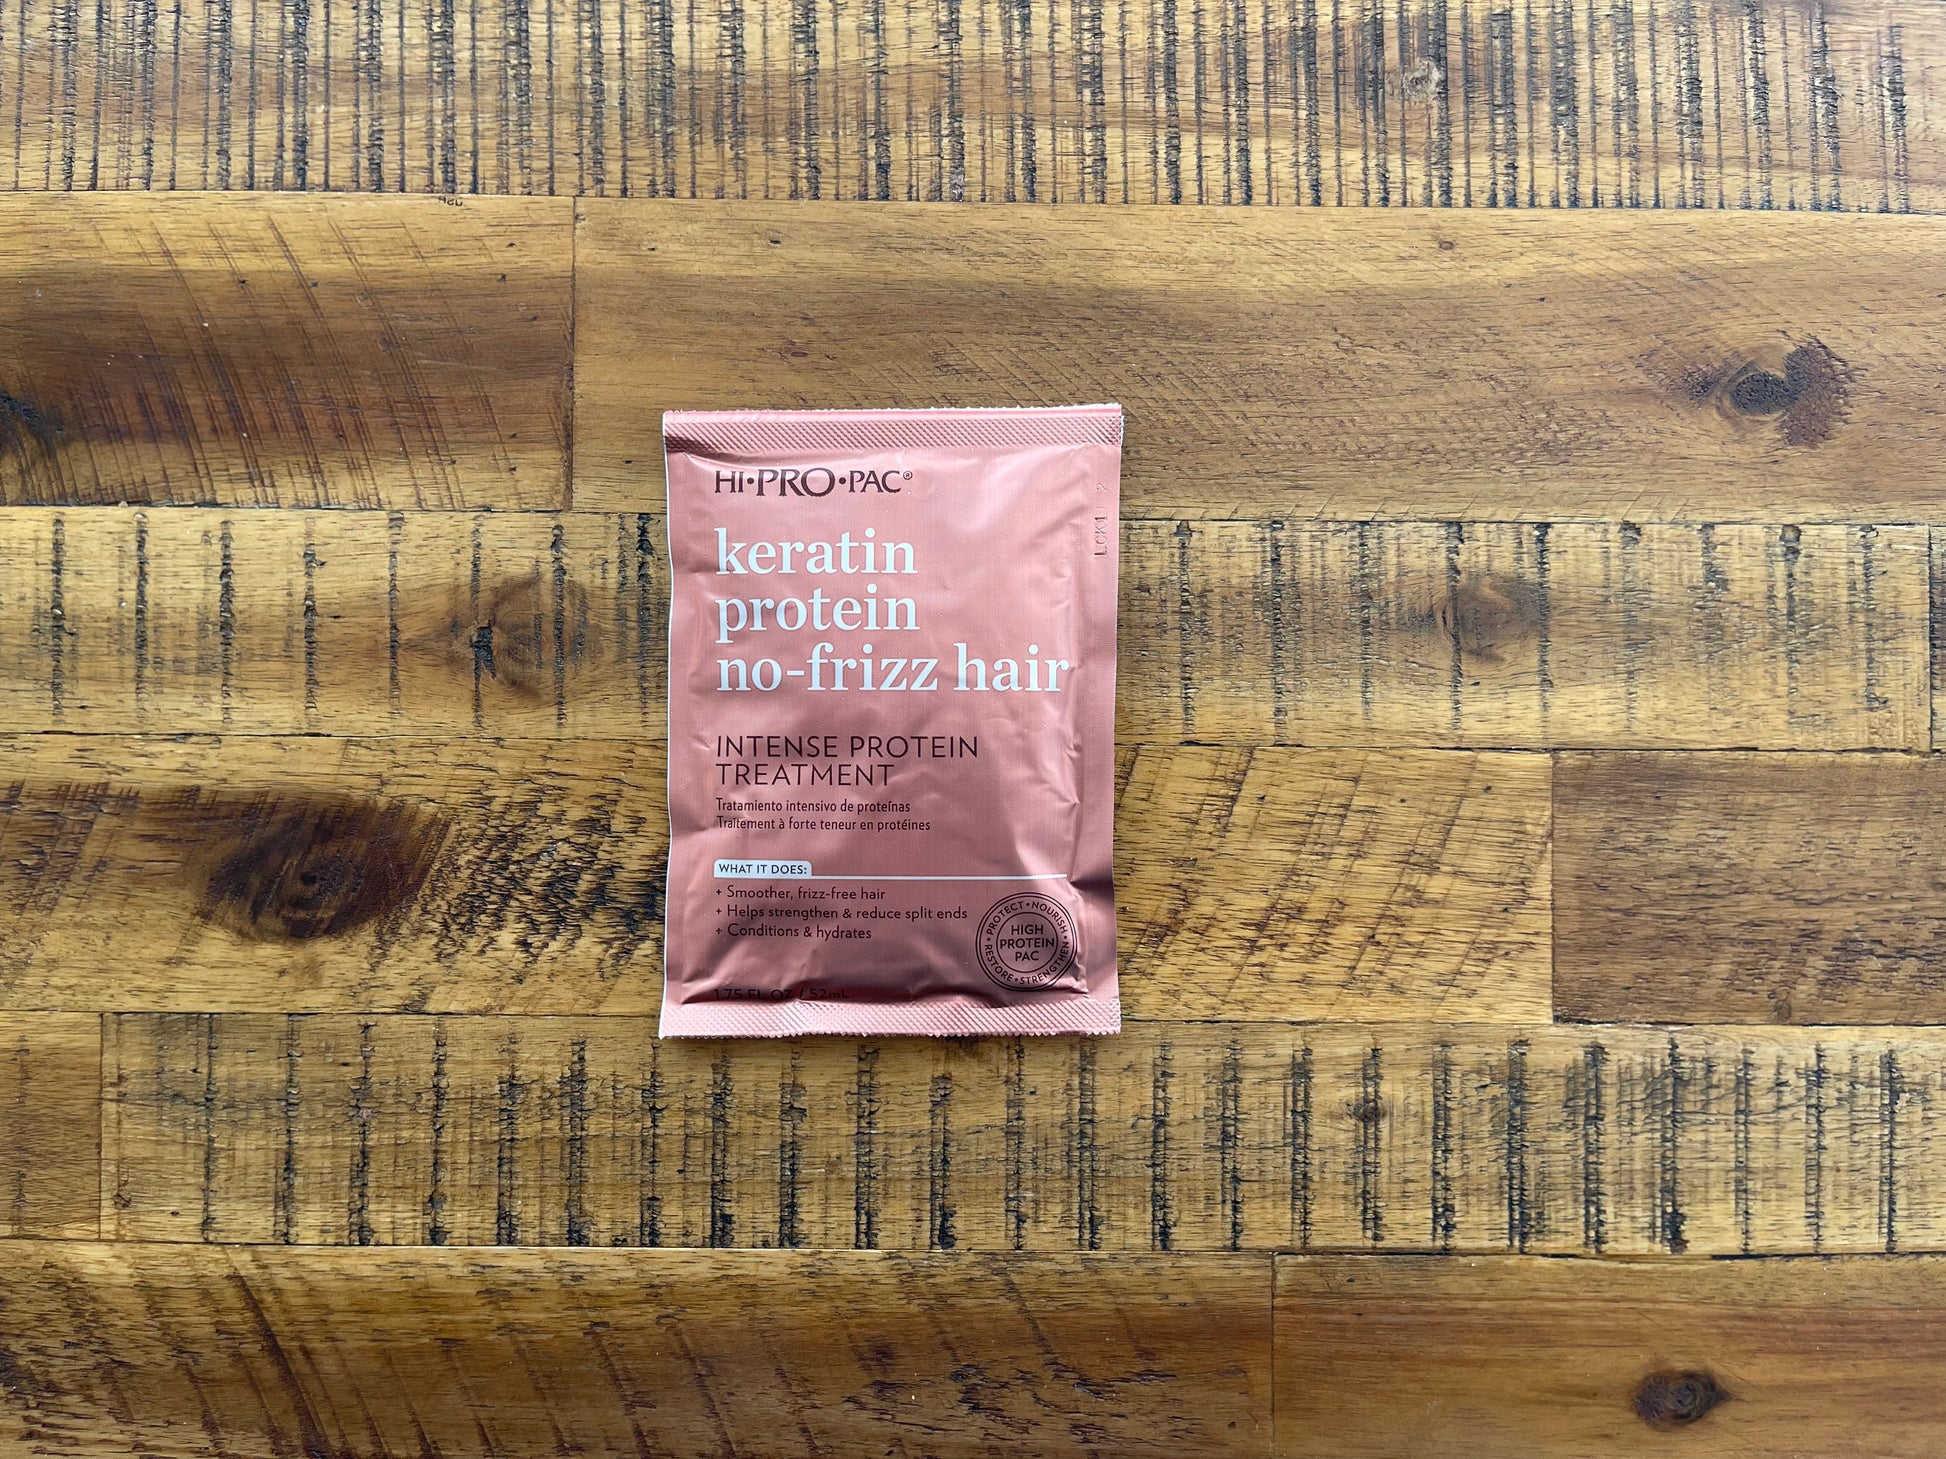 HI•PRO•PAC®
keratin
protein
no-frizz hair
INTENSE PROTEIN
TREATMENT
Tratamiento intensivo de proteínas
Traitement à forte teneur en protéines
WHAT IT DOES:
+ Smoother, frizz-free hair
+ Helps strengthen & reduce split ends
+ Conditions & hydrates
PROTECT • NOURISH • STRENGTHEN • RESTORE •
HIGH
PROTEIN
PAC
1.75 FL OZ / 52mL